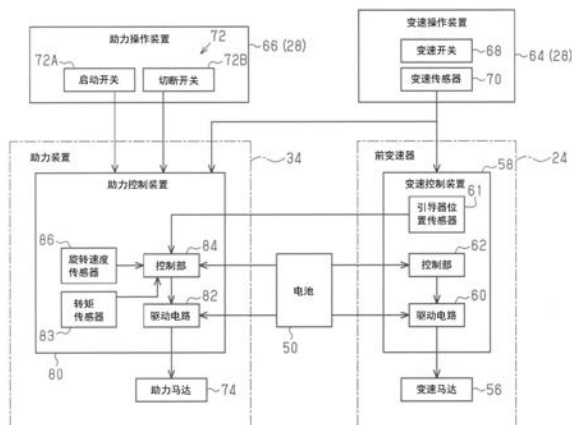 助力操作装置
72
66 (28)
72A
启动开关
切断开关
72B
变速操作装置
变速开关
68
变速传感器
70
64 (28)
助力装置
34
助力控制装置
86
旋转速度
传感器
84
控制部
转矩
传感器
83
82
驱动电路
80
助力马达
74
电池
50
前变速器
58
24
变速控制装置
61
引导器位
置传感器
62
控制部
60
驱动电路
变速马达
56